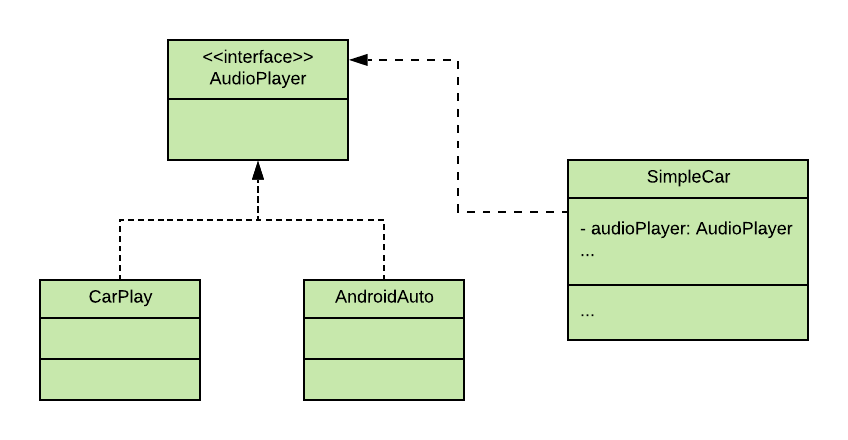 <<interface>>
AudioPlayer
SimpleCar
- audioPlayer: AudioPlayer
...
...
CarPlay
AndroidAuto